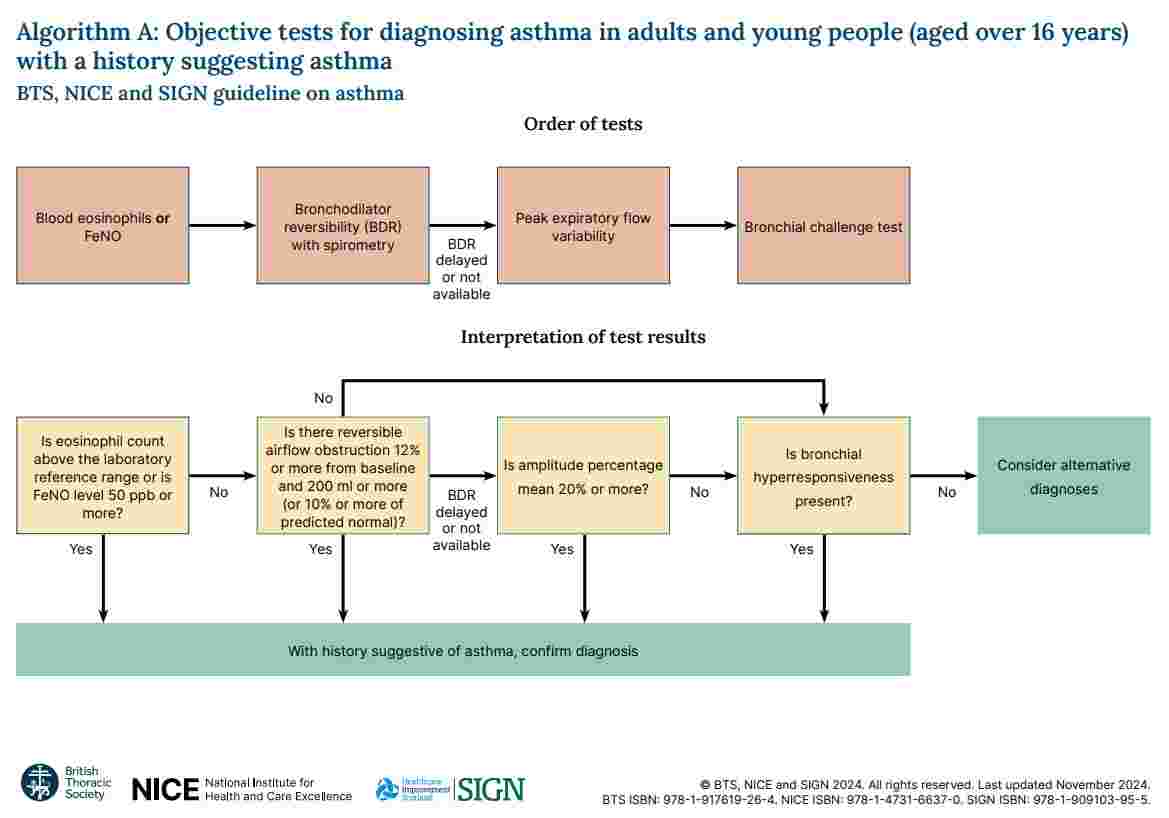 Algorithm A: Objective tests for diagnosing asthma in adults and young people (aged over 16 years)
with a history suggesting asthma
BTS, NICE and SIGN guideline on asthma
Order of tests
Blood eosinophils or
FeNO
Bronchodilator
reversibility (BDR)
with spirometry
BDR
delayed
or not
available
Peak expiratory flow
variability
Bronchial challenge test
Interpretation of test results
No
Is eosinophil count
above the laboratory
reference range or is
FeNO level 50 ppb or
more?
No
Is there reversible
airflow obstruction 12%
or more from baseline
and 200 ml or more
(or 10% or more of
predicted normal)?
BDR
delayed
or not
available
Is amplitude percentage
mean 20% or more?
No
Is bronchial
hyperresponsiveness
present?
No
Consider alternative
diagnoses
Yes
Yes
Yes
Yes
With history suggestive of asthma, confirm diagnosis
British
Thoracic
Society
NICE
National Institute for
Health and Care Excellence
Healthcare
Improvement
Scotland
SIGN
© BTS, NICE and SIGN 2024. All rights reserved. Last updated November 2024.
BTS ISBN: 978-1-917619-26-4. NICE ISBN: 978-1-4731-6637-0. SIGN ISBN: 978-1-909103-95-5.